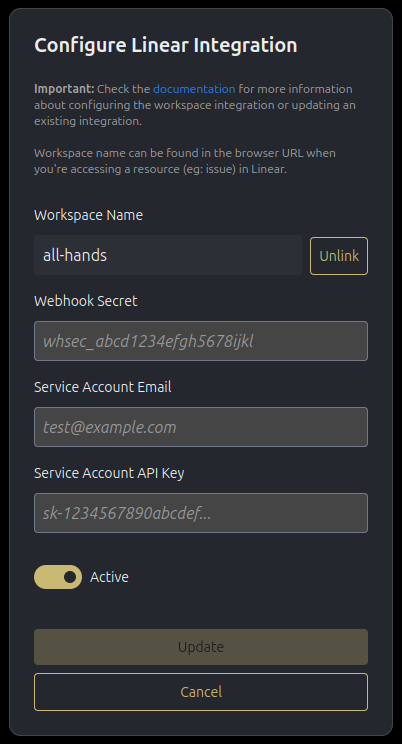 Configure Linear Integration
Important: Check the documentation for more information
about configuring the workspace integration or updating an
existing integration.
Workspace name can be found in the browser URL when
you're accessing a resource (eg: issue) in Linear.
Workspace Name
all-hands
Unlink
Webhook Secret
whsec_abcd1234efgh5678ijkl
Service Account Email
test@example.com
Service Account API Key
sk-1234567890abcdef...
Active
Update
Cancel